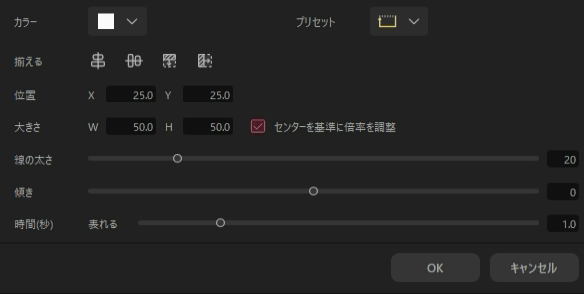 カラー プリセット
揃える
位置 X 25.0 Y 25.0
大きさ W 50.0 H 50.0 センターを基準に倍率を調整
線の太さ 20
傾き 0
時間(秒) 表れる 1.0
OK キャンセル